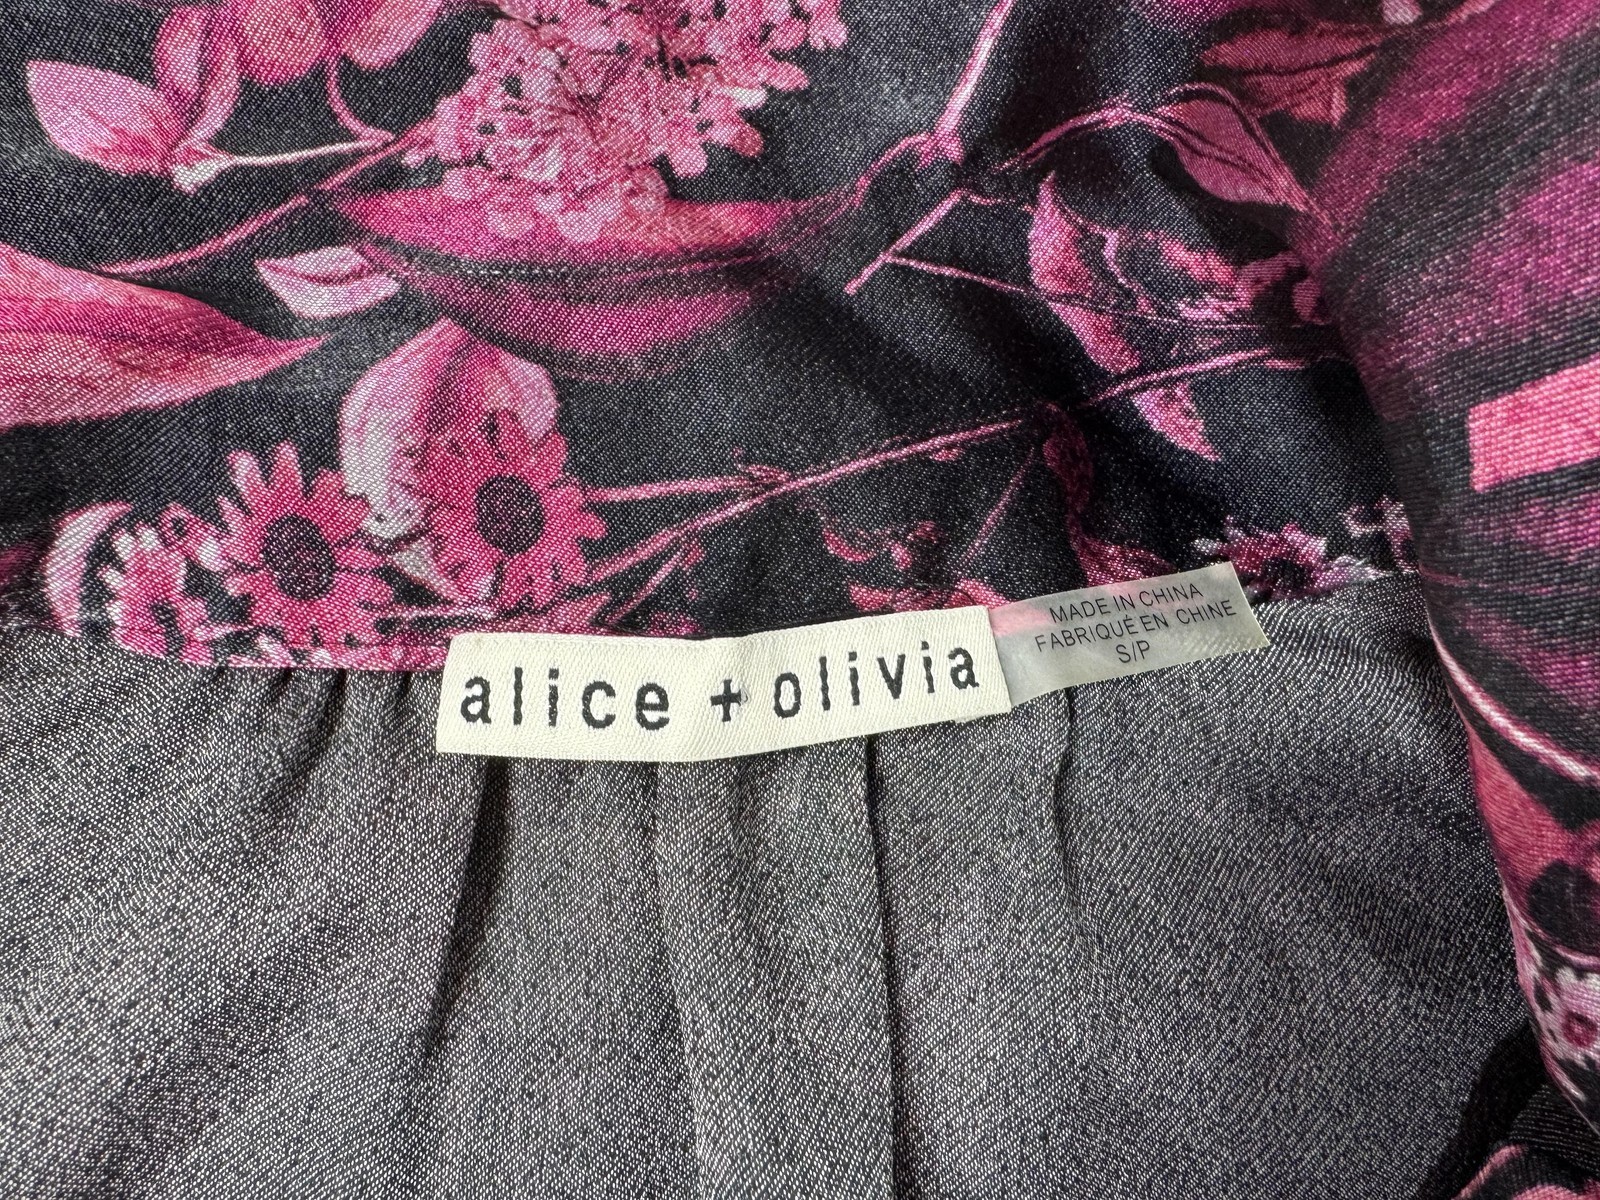 alice + olivia
MADE IN CHINA
FABRIQUÉ EN CHINE
S/P